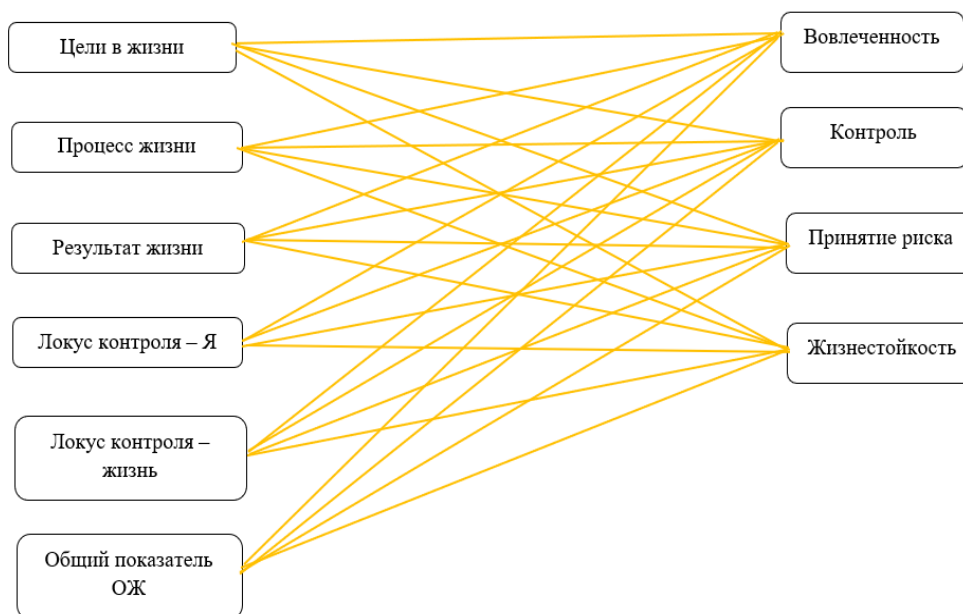 Цели в жизни
Процесс жизни
Результат жизни
Локус контроля – Я
Локус контроля –
жизнь
Общий показатель
ОЖ
Вовлеченность
Контроль
Принятие риска
Жизнестойкость